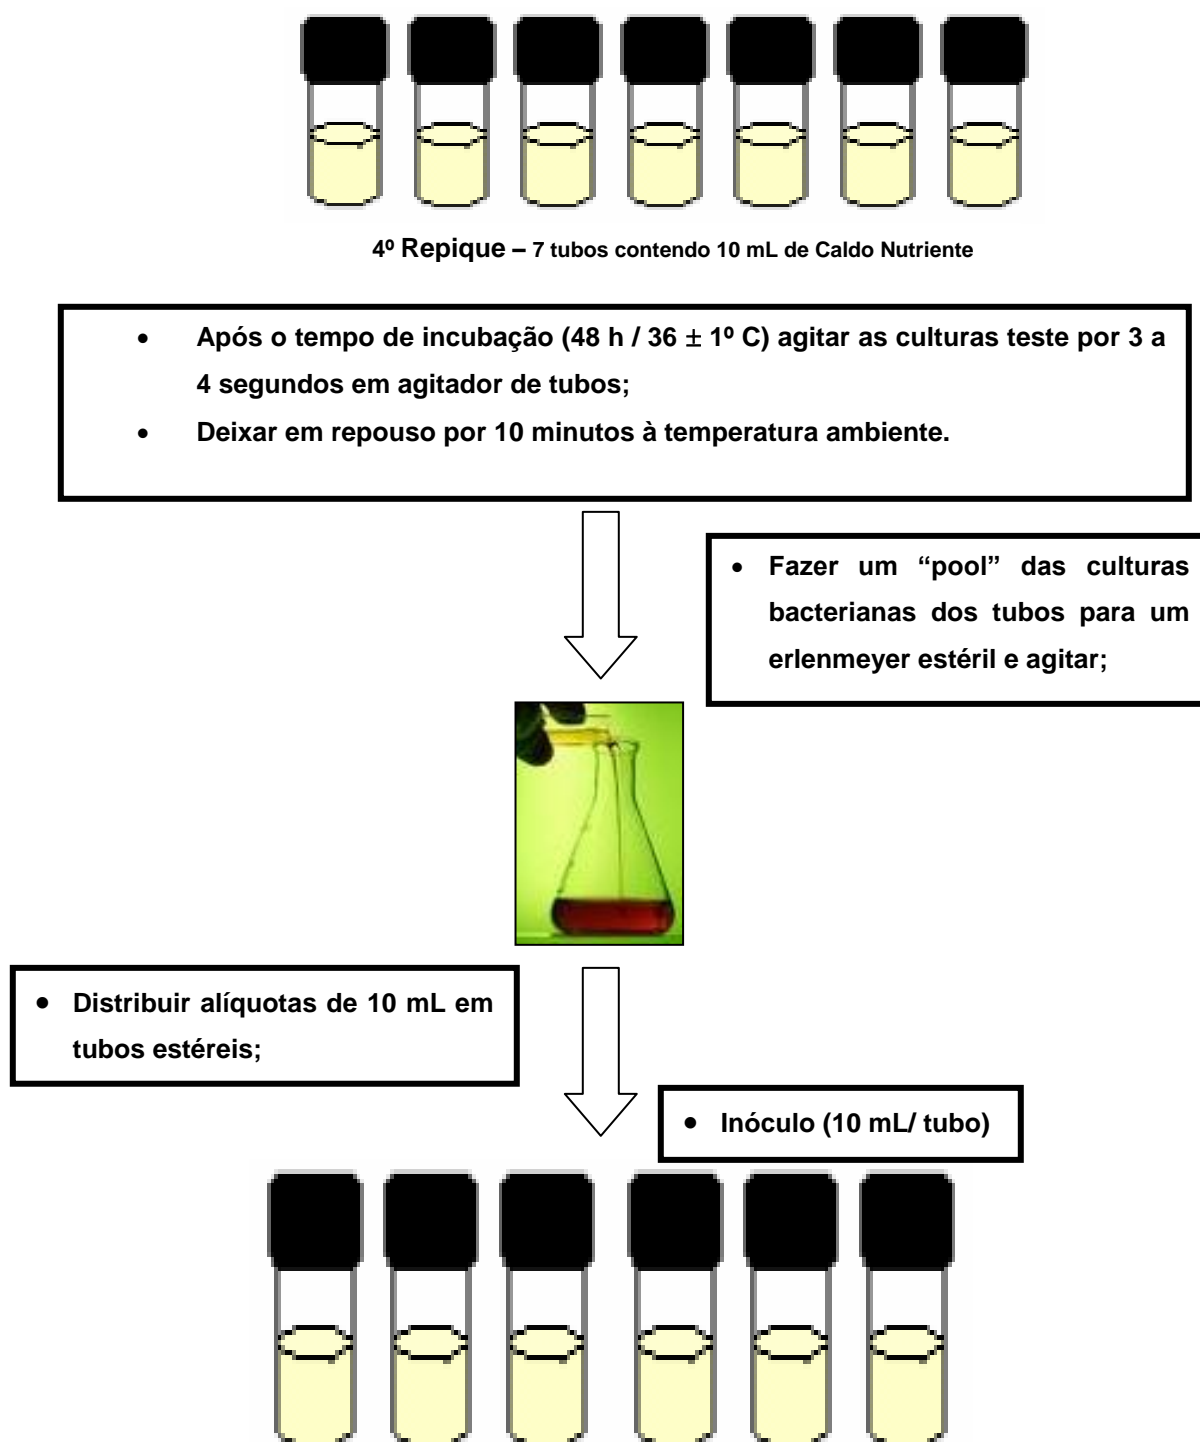 4º Repique – 7 tubos contendo 10 mL de Caldo Nutriente
• Após o tempo de incubação (48 h / 36 ± 1º C) agitar as culturas teste por 3 a
4 segundos em agitador de tubos;
• Deixar em repouso por 10 minutos à temperatura ambiente.
• Fazer um “pool” das culturas
bacterianas dos tubos para um
erlenmeyer estéril e agitar;
• Distribuir alíquotas de 10 mL em
tubos estéreis;
• Inóculo (10 mL/ tubo)